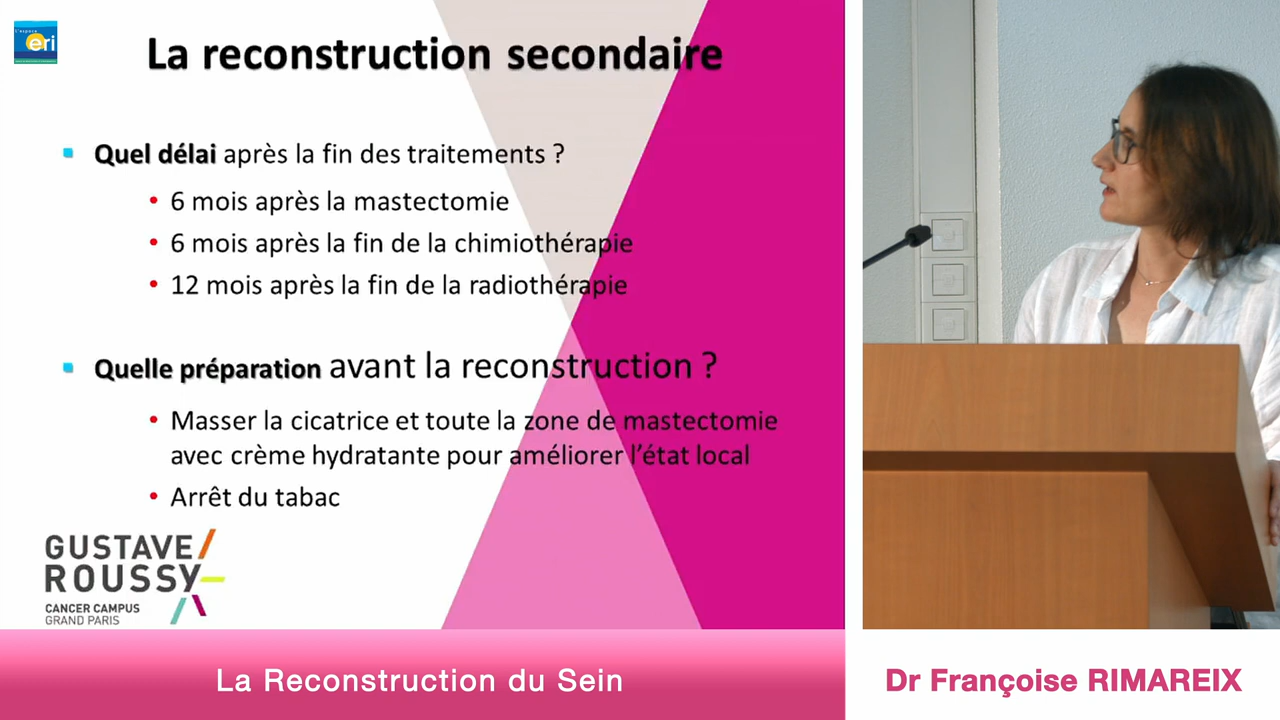 eri
La reconstruction secondaire
Quel délai après la fin des traitements ?
6 mois après la mastectomie
6 mois après la fin de la chimiothérapie
12 mois après la fin de la radiothérapie
Quelle préparation avant la reconstruction ?
Masser la cicatrice et toute la zone de mastectomie
avec crème hydratante pour améliorer l'état local
Arrêt du tabac
GUSTAVE
ROUSSY
CANCER CAMPUS
GRAND PARIS
La Reconstruction du Sein
Dr Françoise RIMAREIX